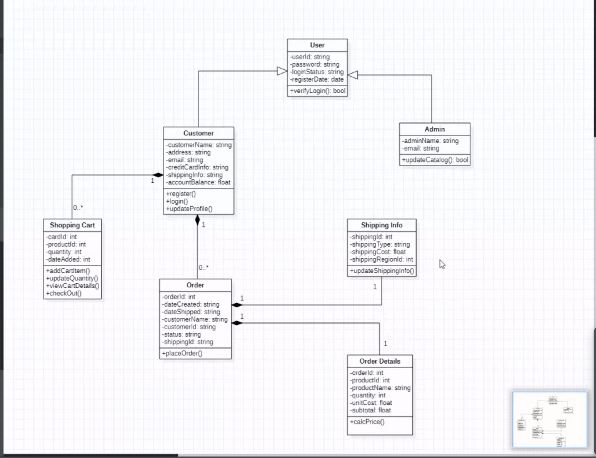 User
-userId: string
-password: string
-loginStatus: string
-registerDate: date
+verifyLogin(): bool
Customer
-customerName: string
-address: string
-email: string
-creditCardInfo: string
-shippingInfo: string
-accountBalance: float
+register()
+login()
+updateProfile()
Admin
-adminName: string
-email: string
+updateCatalog(): bool
1
0..*
1
0..*
Shopping Cart
-cardId: int
-productId: int
-quantity: int
-dateAdded: int
+addCartItem()
+updateQuantity()
+viewCartDetails()
+checkOut()
Shipping Info
-shippingId: int
-shippingType: string
-shippingCost: float
-shippingRegionId: int
+updateShippingInfo()
Order
-orderId: int
-dateCreated: string
-dateShipped: string
-customerName: string
-customerId: string
-status: string
-shippingId: string
+placeOrder()
1
1
1
1
Order Details
-orderId: int
-productId: int
-productName: string
-quantity: int
-unitCost: float
-subtotal: float
+calcPrice()